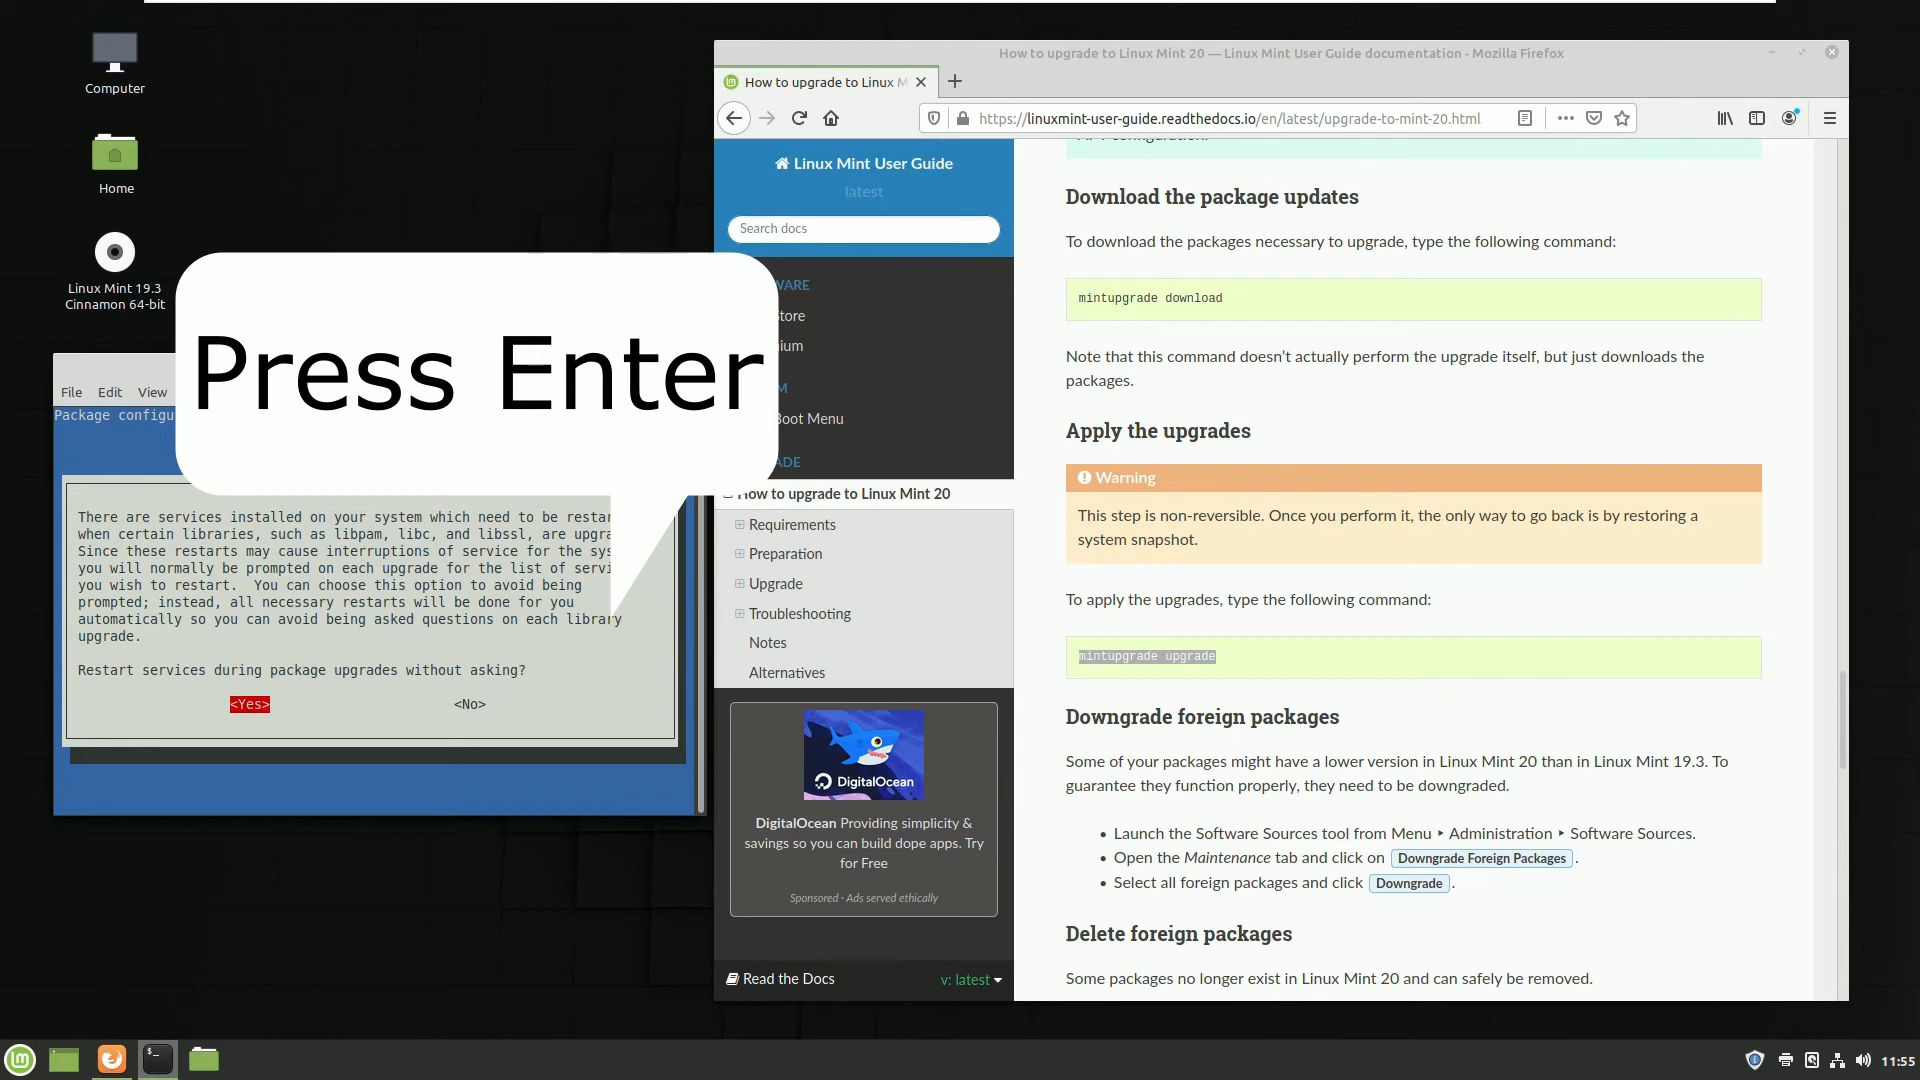 Computer
Home
Linux Mint 19.3
Cinnamon 64-bit
Press Enter
File Edit View
Package configu
There are services installed on your system which need to be restar
when certain libraries, such as libpam, libc, and libssl, are upgra
Since these restarts may cause interruptions of service for the sys
you will normally be prompted on each upgrade for the list of servi
you wish to restart. You can choose this option to avoid being
prompted; instead, all necessary restarts will be done for you
automatically so you can avoid being asked questions on each library
upgrade.
Restart services during package upgrades without asking?
<Yes> <No>
How to upgrade to Linux Mint 20 — Linux Mint User Guide documentation - Mozilla Firefox
How to upgrade to Linux M
https://linuxmint-user-guide.readthedocs.io/en/latest/upgrade-to-mint-20.html
Linux Mint User Guide
latest
Search docs
WARE
tore
ium
M
Boot Menu
ADE
How to upgrade to Linux Mint 20
Requirements
Preparation
Upgrade
Troubleshooting
Notes
Alternatives
DigitalOcean
DigitalOcean Providing simplicity &
savings so you can build dope apps. Try
for Free
Sponsored · Ads served ethically
Read the Docs
v: latest
Download the package updates
To download the packages necessary to upgrade, type the following command:
mintupgrade download
Note that this command doesn’t actually perform the upgrade itself, but just downloads the
packages.
Apply the upgrades
Warning
This step is non-reversible. Once you perform it, the only way to go back is by restoring a
system snapshot.
To apply the upgrades, type the following command:
mintupgrade upgrade
Downgrade foreign packages
Some of your packages might have a lower version in Linux Mint 20 than in Linux Mint 19.3. To
guarantee they function properly, they need to be downgraded.
• Launch the Software Sources tool from Menu ‣ Administration ‣ Software Sources.
• Open the Maintenance tab and click on Downgrade Foreign Packages .
• Select all foreign packages and click Downgrade .
Delete foreign packages
Some packages no longer exist in Linux Mint 20 and can safely be removed.
11:55